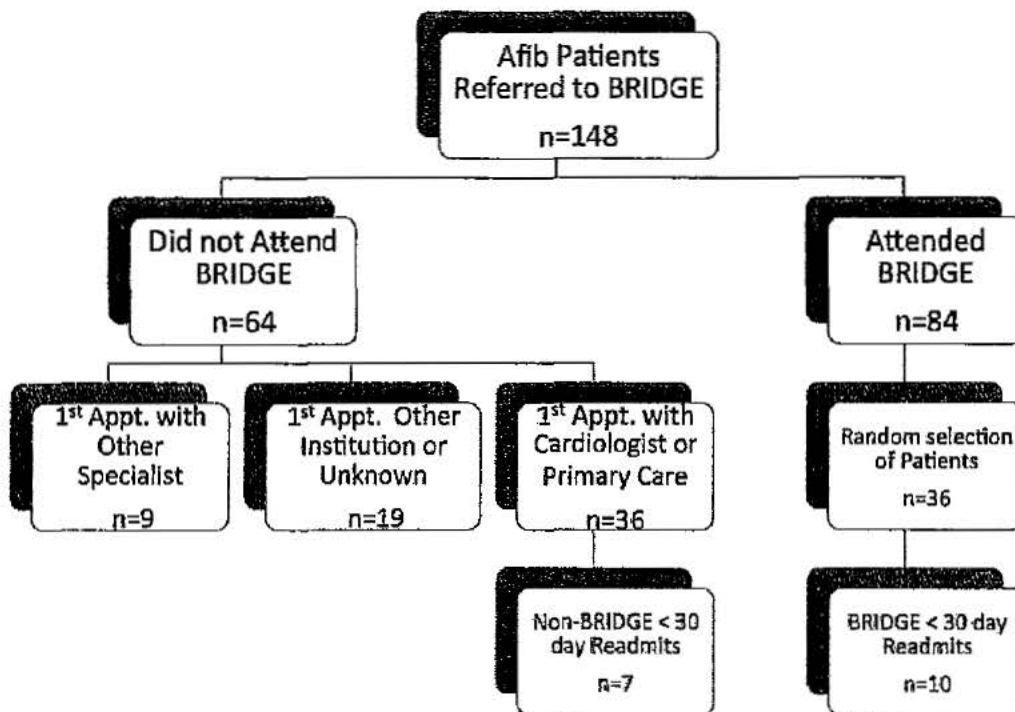 Afib Patients
Referred to BRIDGE
n=148
Did not Attend
BRIDGE
n=64
Attended
BRIDGE
n=84
1st Appt. with
Other
Specialist
n=9
1st Appt. Other
Institution or
Unknown
n=19
1st Appt. with
Cardiologist or
Primary Care
n=36
Random selection
of Patients
n=36
Non-BRIDGE < 30
day Readmits
n=7
BRIDGE < 30 day
Readmits
n=10